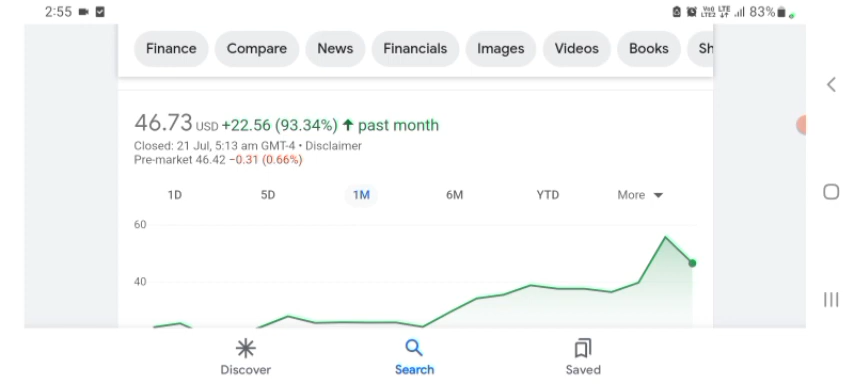 2:55 83%
Finance Compare News Financials Images Videos Books Sh
46.73 USD +22.56 (93.34%) ↑ past month
Closed: 21 Jul, 5:13 am GMT-4 • Disclaimer
Pre-market 46.42 −0.31 (0.66%)
1D 5D 1M 6M YTD More
60
40
Discover Search Saved